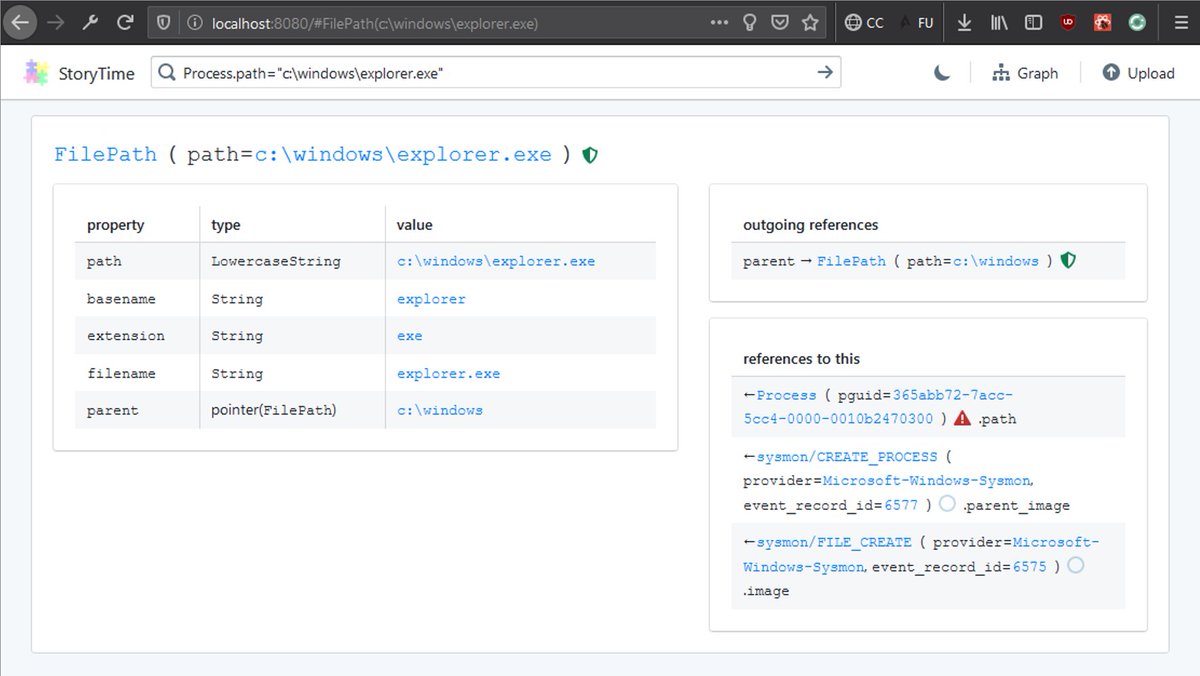 localhost:8080/#FilePath(c:\windows\explorer.exe)
CC
FU
UD
StoryTime
Process.path="c:\windows\explorer.exe"
Graph
Upload
FilePath ( path=c:\windows\explorer.exe )
property type value
path LowercaseString c:\windows\explorer.exe
basename String explorer
extension String exe
filename String explorer.exe
parent pointer(FilePath) c:\windows
outgoing references
parent → FilePath ( path=c:\windows )
references to this
←Process ( pguid=365abb72-7acc-
5cc4-0000-0010b2470300 ) .path
←sysmon/CREATE_PROCESS (
provider=Microsoft-Windows-Sysmon,
event_record_id=6577 ) .parent_image
←sysmon/FILE_CREATE ( provider=Microsoft-
Windows-Sysmon, event_record_id=6575 )
.image